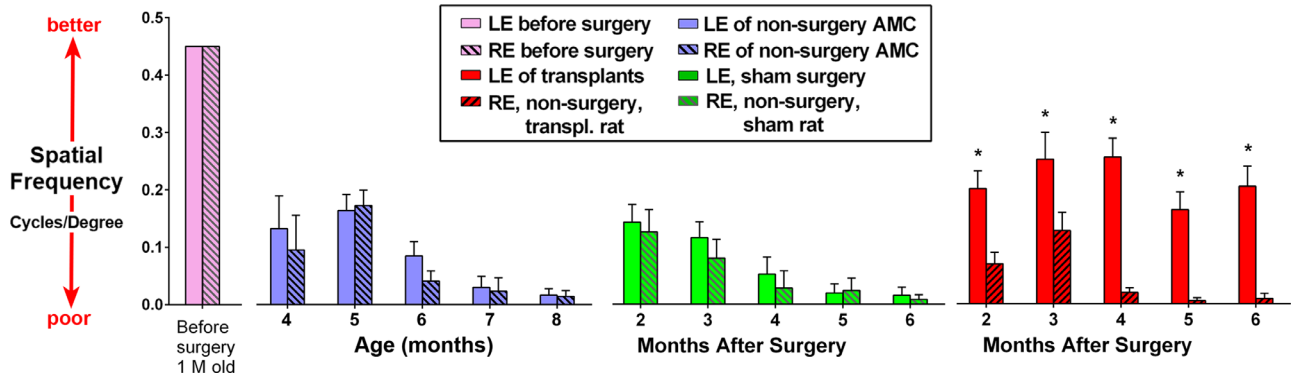 better
Spatial
Frequency
Cycles/Degree
poor
0.5
0.4
0.3
0.2
0.1
0.0
Before
surgery
1 M old
LE before surgery
RE before surgery
LE of transplants
RE, non-surgery,
transpl. rat
LE of non-surgery AMC
RE of non-surgery AMC
LE, sham surgery
RE, non-surgery,
sham rat
4 5 6 7 8
Age (months)
2 3 4 5 6
Months After Surgery
* * * * *
2 3 4 5 6
Months After Surgery